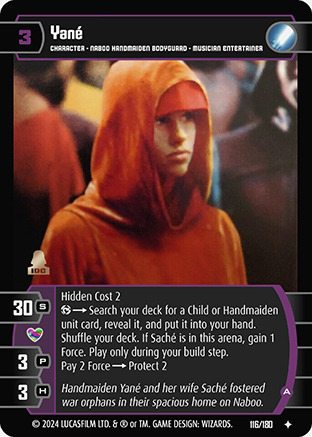 3
Yané
CHARACTER - NABOO HANDMAIDEN BODYGUARD - MUSICIAN ENTERTAINER
IDC
30 S
3 P
3 H
Hidden Cost 2
→ Search your deck for a Child or Handmaiden
unit card, reveal it, and put it into your hand.
Shuffle your deck. If Saché is in this arena, gain 1
Force. Play only during your build step.
Pay 2 Force → Protect 2
Handmaiden Yané and her wife Saché fostered
war orphans in their spacious home on Naboo.
A
© 2024 LUCASFILM LTD. & ® or TM. GAME DESIGN: WIZARDS.
116/180